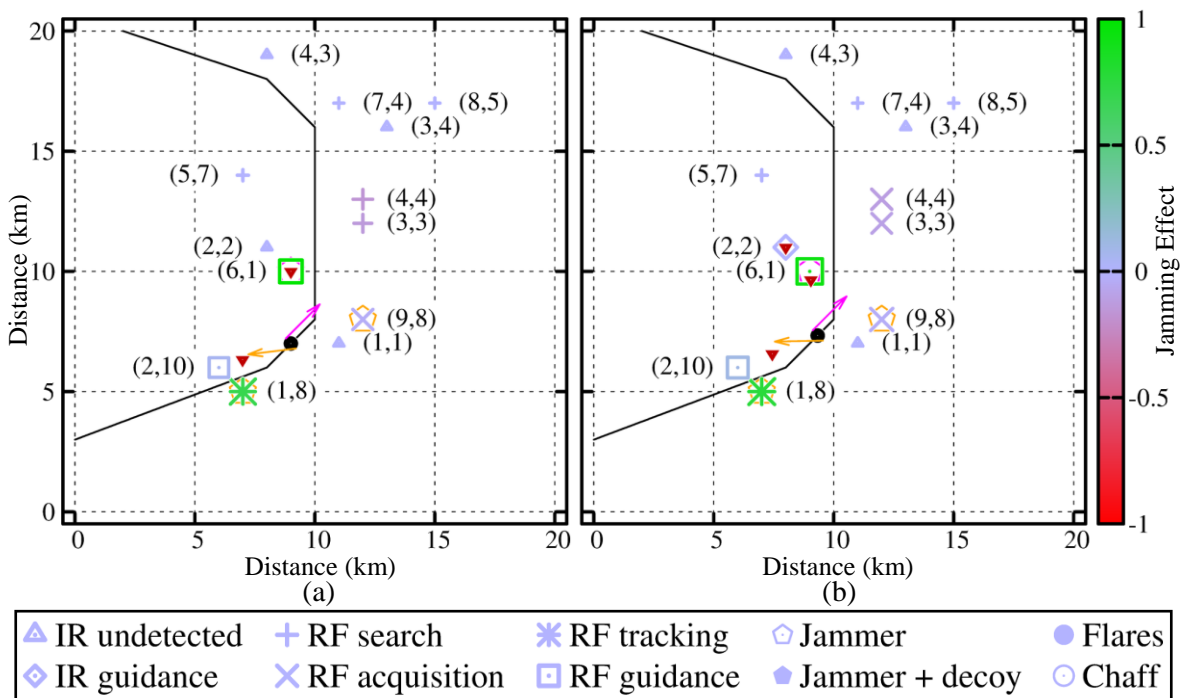 20 20 1
(4,3) (4,3)
(7,4) (8,5) (7,4) (8,5)
(3,4) (3,4)
15 15 0.5
(5,7) (5,7)
(4,4) (4,4)
(3,3) (3,3)
(2,2) (2,2)
10 (6,1) 10 (6,1) 0
(9,8) (9,8)
(1,1) (1,1)
(2,10) (2,10)
5 (1,8) 5 (1,8) -0.5
0 0 -1
Distance (km)
Jamming Effect
0 5 10 15 20 0 5 10 15 20
Distance (km) Distance (km)
(a) (b)
IR undetected RF search RF tracking Jammer Flares
IR guidance RF acquisition RF guidance Jammer + decoy Chaff